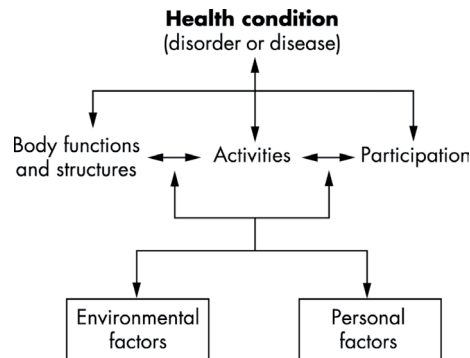 Health condition
(disorder or disease)
Body functions
and structures
Activities
Participation
Environmental
factors
Personal
factors